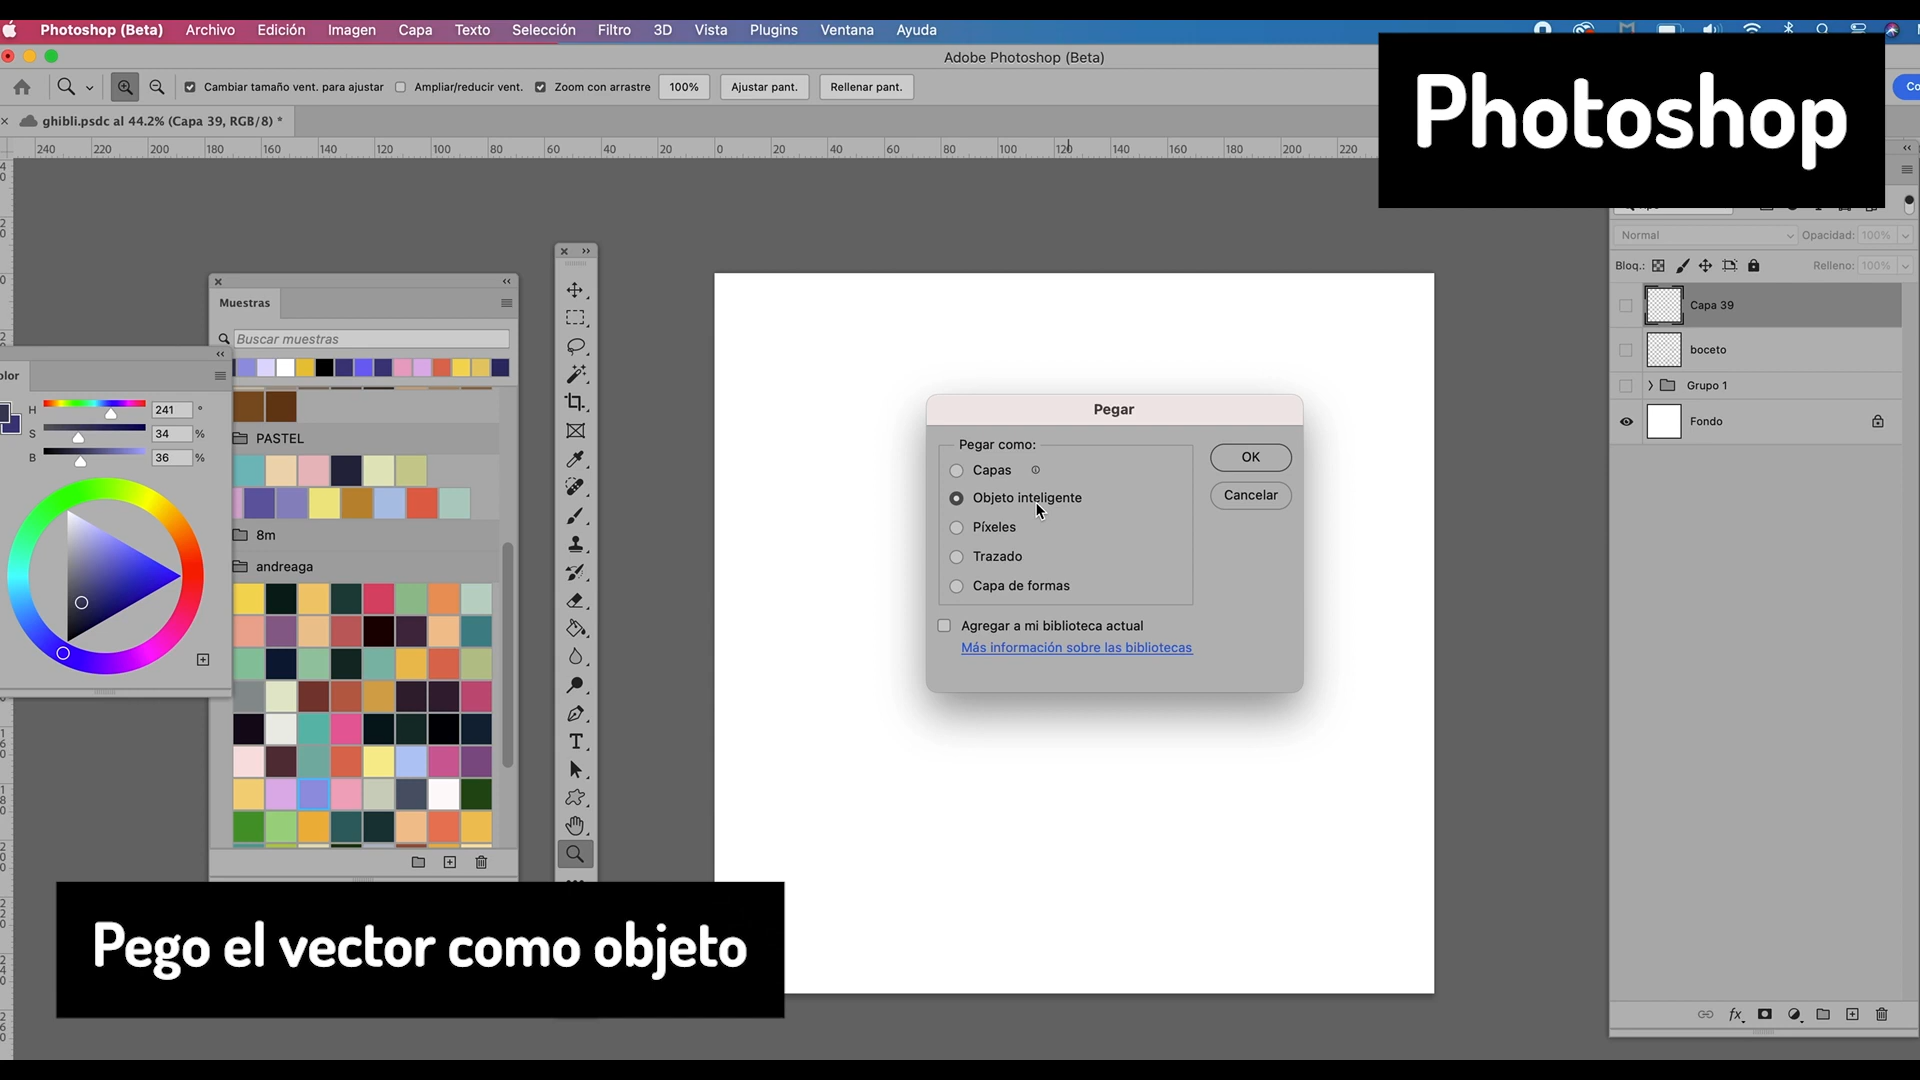 Photoshop (Beta) Archivo Edición Imagen Capa Texto Selección Filtro 3D Vista Plugins Ventana Ayuda
Adobe Photoshop (Beta)
Photoshop
Cambiar tamaño vent. para ajustar Ampliar/reducir vent. Zoom con arrastre 100% Ajustar pant. Rellenar pant.
Co
ghibli.psdc al 44.2% (Capa 39, RGB/8) *
240 220 200 180 160 140 120 100 80 60 40 20 0 20 40 60 80 100 120 140 160 180 200 220
Normal Opacidad: 100%
Bloq.: Relleno: 100%
Capa 39
boceto
Grupo 1
Fondo
Muestras
Buscar muestras
olor
H 241 °
S 34 %
B 36 %
PASTEL
8m
andreaga
Pegar
Pegar como:
Capas
Objeto inteligente
Píxeles
Trazado
Capa de formas
OK
Cancelar
Agregar a mi biblioteca actual
Más información sobre las bibliotecas
fx
Pego el vector como objeto